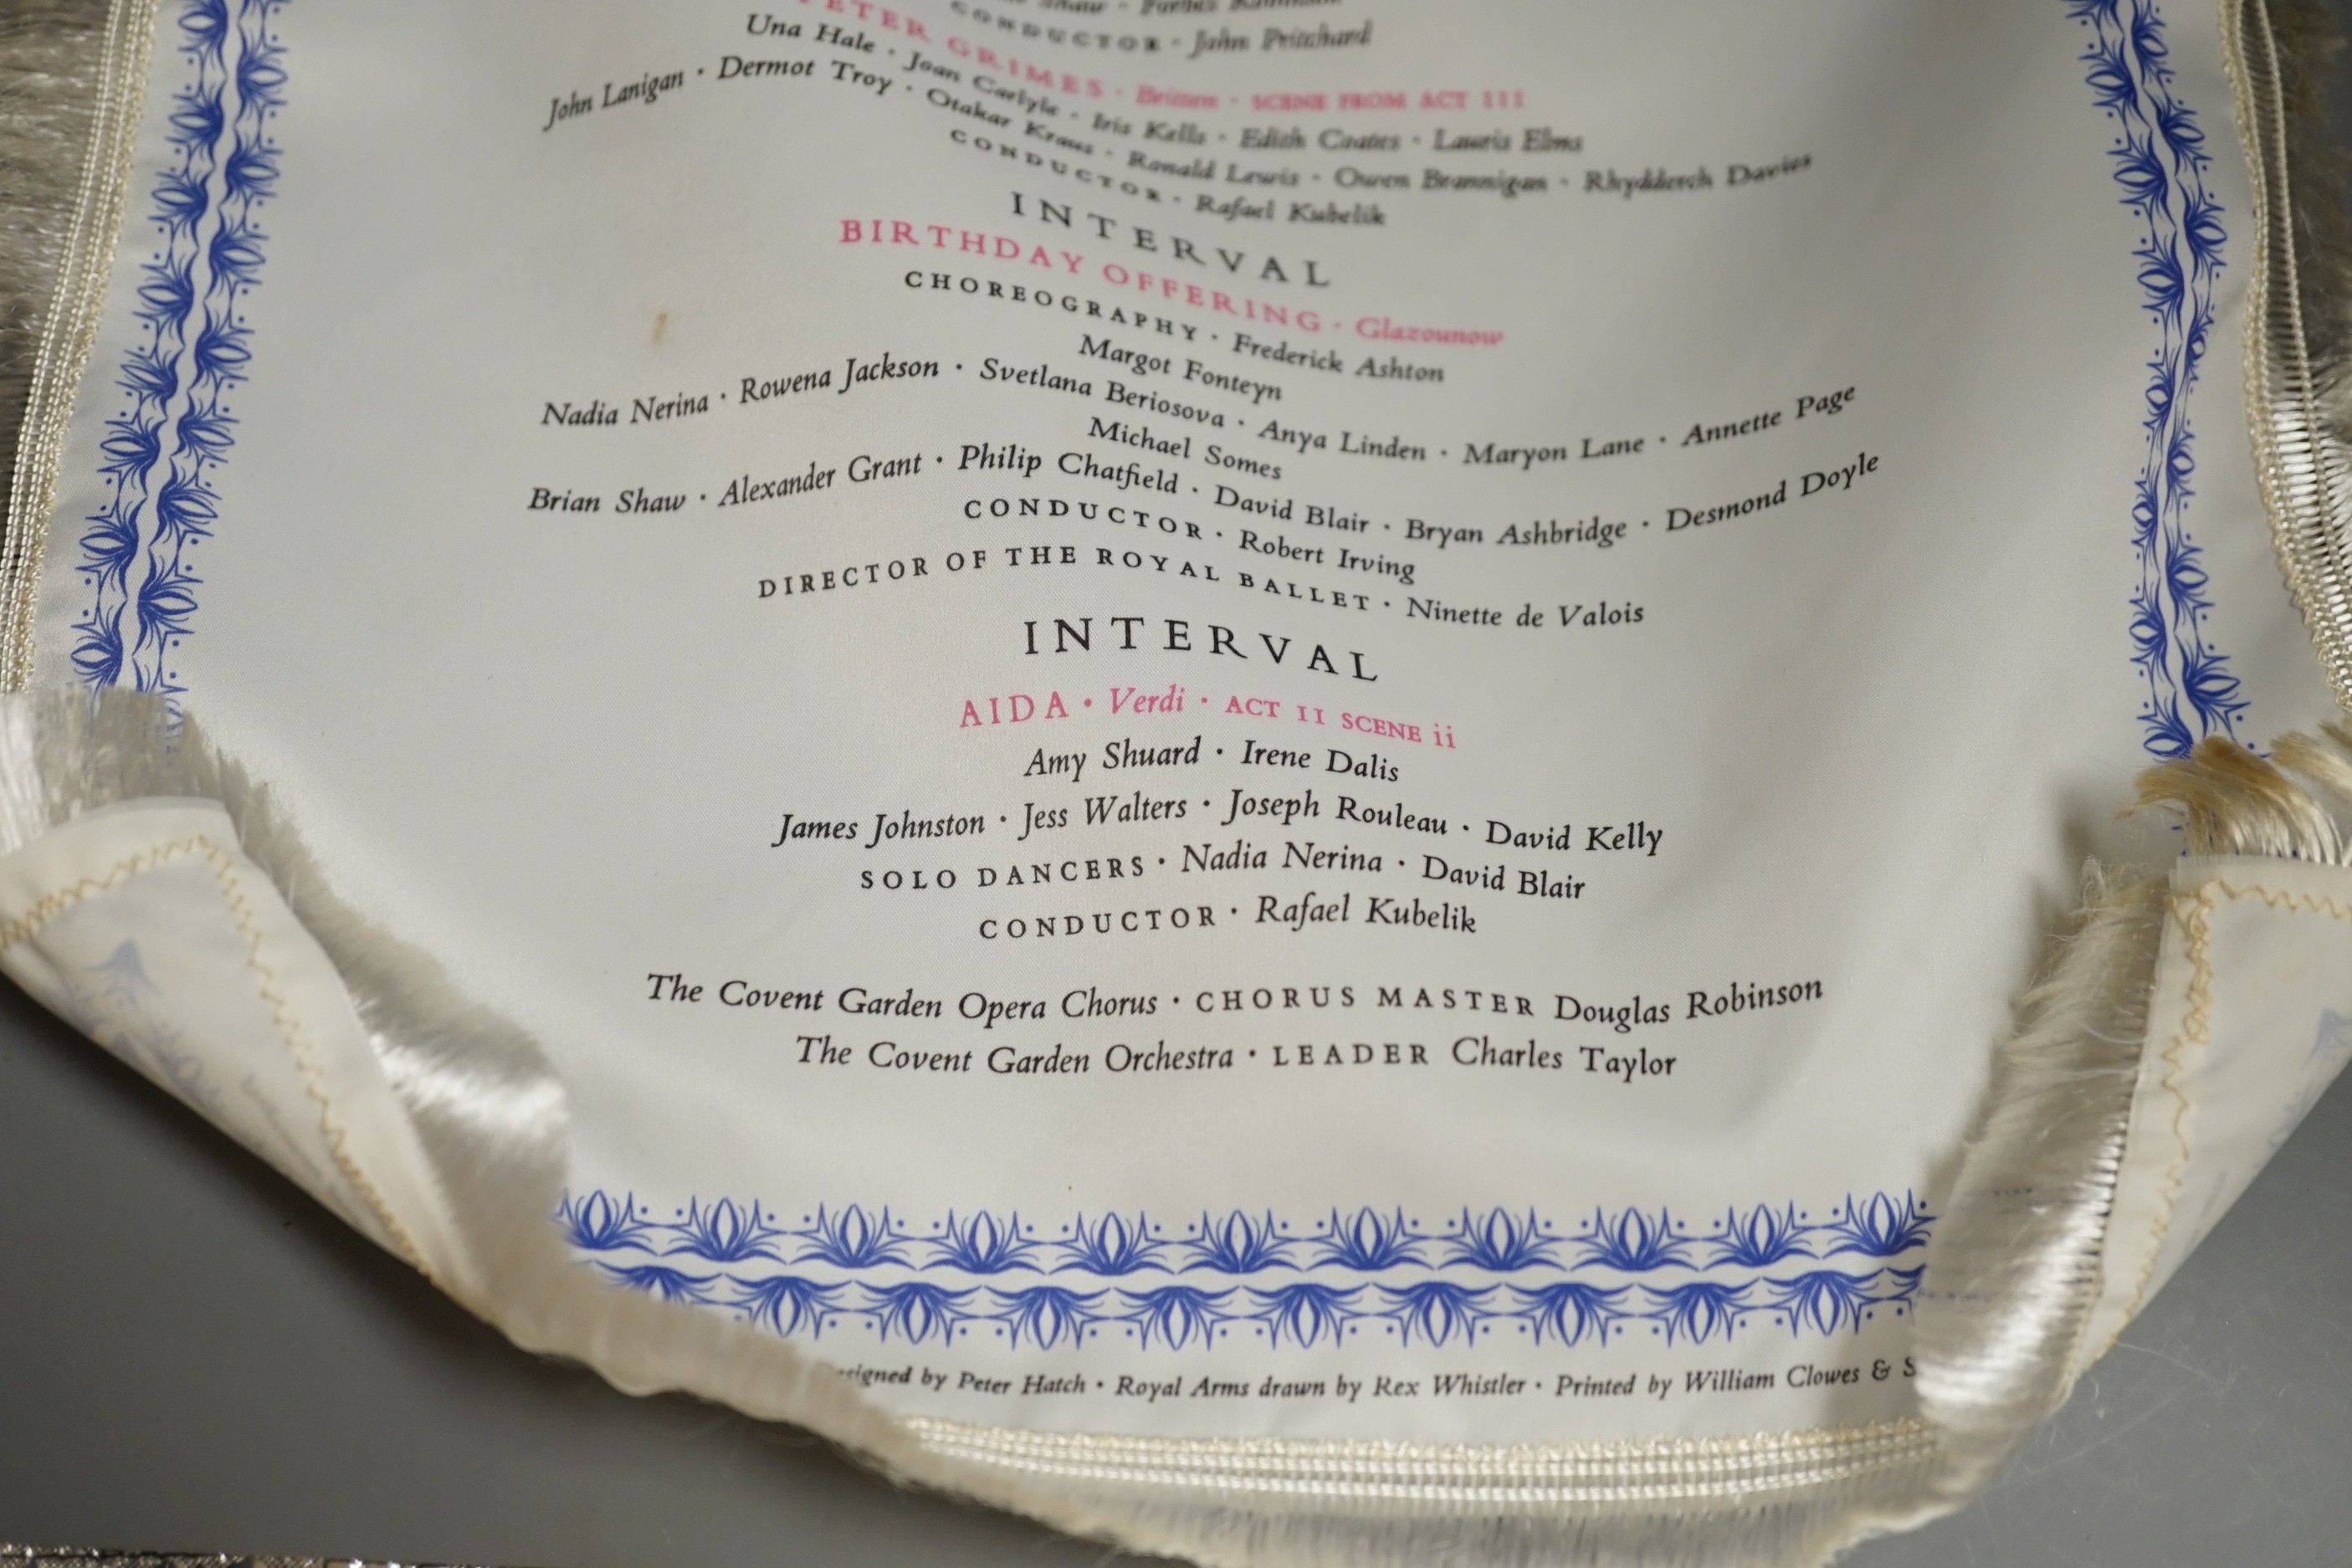 Shaw ·
CONDUCTOR · John Pritchard
PETER GRIMES · Britten · SCENE FROM ACT III
Una Hale · Joan Carlyle · Iris Kells · Edith Coates · Lauris Elms
John Lanigan · Dermot Troy · Otakar Kraus · Ronald Lewis · Owen Brannigan · Rhydderch Davies
CONDUCTOR · Rafael Kubelik
INTERVAL
BIRTHDAY OFFERING · Glazounow
CHOREOGRAPHY · Frederick Ashton
Margot Fonteyn
Nadia Nerina · Rowena Jackson · Svetlana Beriosova · Anya Linden · Maryon Lane · Annette Page
Michael Somes
Brian Shaw · Alexander Grant · Philip Chatfield · David Blair · Bryan Ashbridge · Desmond Doyle
CONDUCTOR · Robert Irving
DIRECTOR OF THE ROYAL BALLET · Ninette de Valois
INTERVAL
AIDA · Verdi · ACT II SCENE ii
Amy Shuard · Irene Dalis
James Johnston · Jess Walters · Joseph Rouleau · David Kelly
SOLO DANCERS · Nadia Nerina · David Blair
CONDUCTOR · Rafael Kubelik
The Covent Garden Opera Chorus · CHORUS MASTER Douglas Robinson
The Covent Garden Orchestra · LEADER Charles Taylor
signed by Peter Hatch · Royal Arms drawn by Rex Whistler · Printed by William Clowes & S